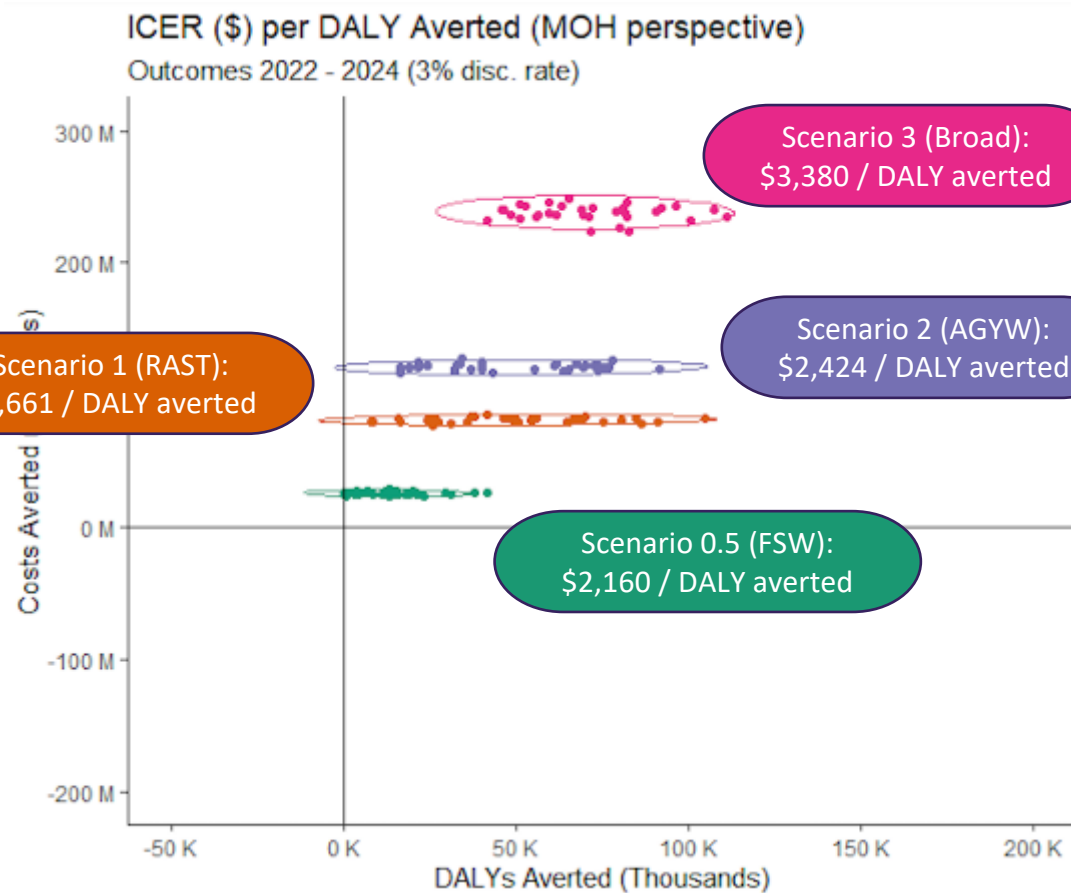 ICER ($) per DALY Averted (MOH perspective)
Outcomes 2022 - 2024 (3% disc. rate)
300 M
200 M
0 M
-100 M
-200 M
Costs Averted
s)
Scenario 3 (Broad):
$3,380 / DALY averted
Scenario 2 (AGYW):
$2,424 / DALY averted
Scenario 1 (RAST):
,661 / DALY averted
Scenario 0.5 (FSW):
$2,160 / DALY averted
-50 K
0 K
50 K
100 K
150 K
200 K
DALYs Averted (Thousands)